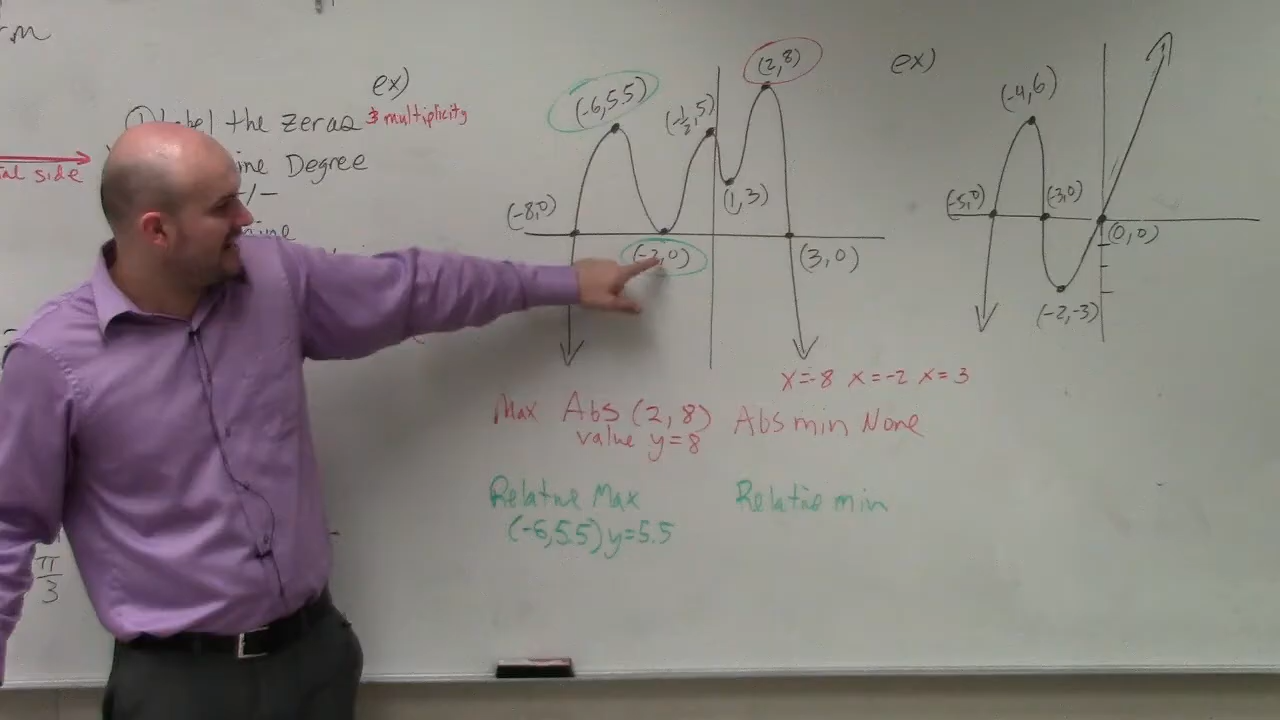 ex)
① Label the zeros & multiplicity
Degree
+/-
al side
(-8,0)
(-6,5.5)
(-2,0)
(-½,5)
(1,3)
(2,8)
(3,0)
x=-8 x=-2 x=3
Max Abs (2,8) Abs min None
value y=8
Relative Max Relative min
(-6,5.5) y=5.5
ex)
(-5,0)
(-4,6)
(-3,0)
(0,0)
(-2,-3)
π
3